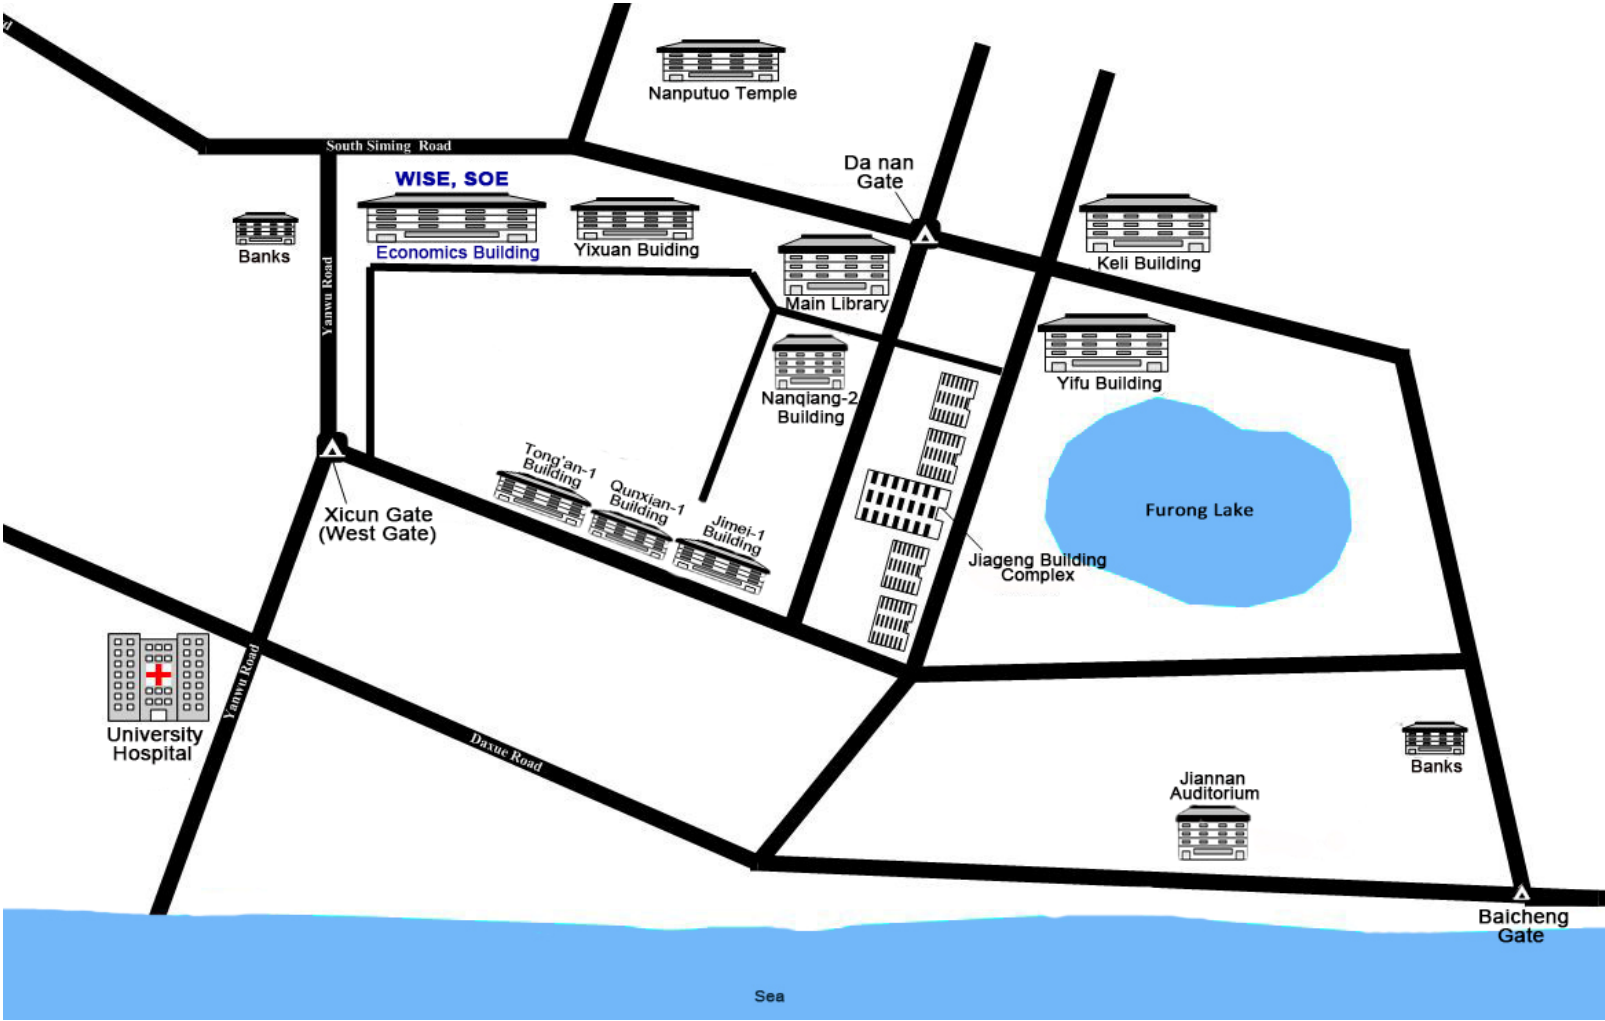 Nanputuo Temple
South Siming Road
Da nan
Gate
WISE, SOE
Economics Building
Yixuan Buiding
Banks
Yanwu Road
Main Library
Keli Building
Yifu Building
Nanqiang-2
Building
Tong'an-1
Building
Qunxian-1
Building
Jimei-1
Building
Xicun Gate
(West Gate)
Furong Lake
Jiageng Building
Complex
University
Hospital
Yanwu Road
Daxue Road
Banks
Jiannan
Auditorium
Baicheng
Gate
Sea